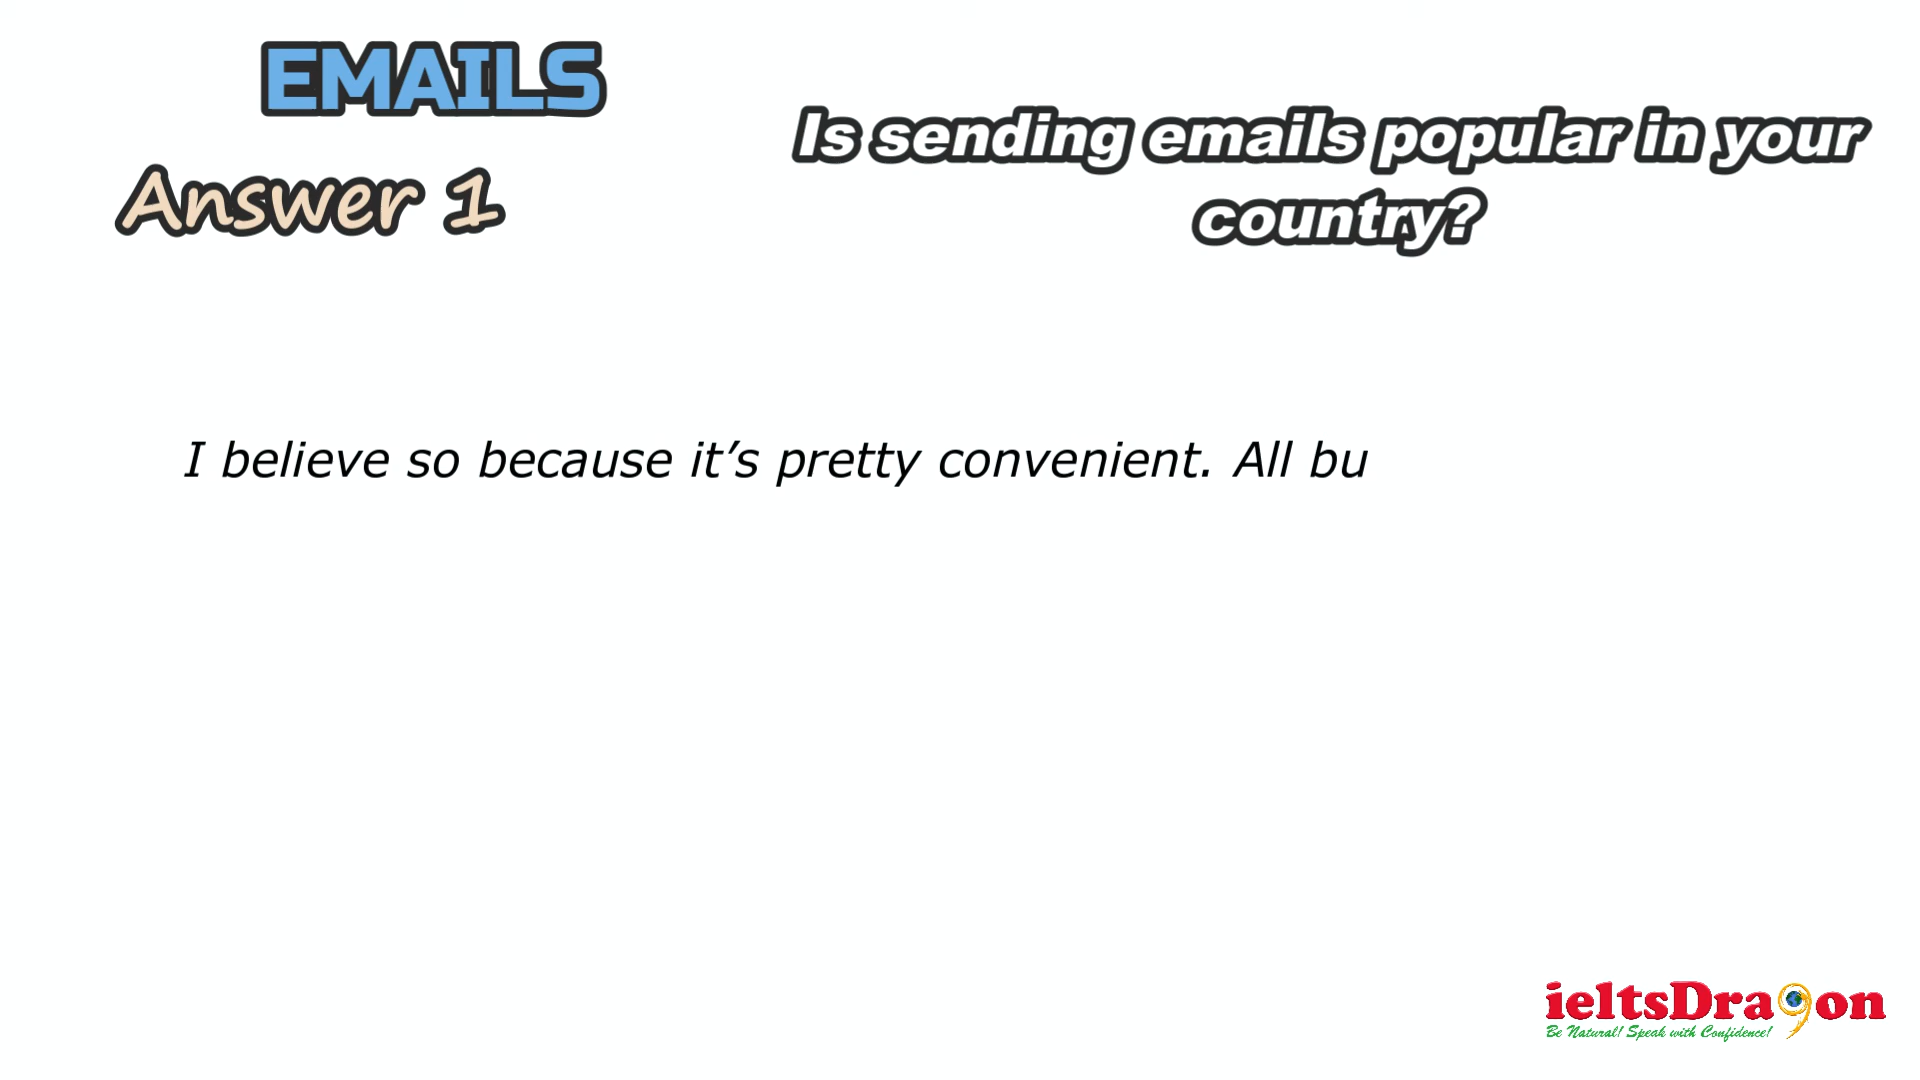 EMAILS
Answer 1
Is sending emails popular in your
country?
I believe so because it’s pretty convenient. All bu
ieltsDra9on
Be Natural! Speak with Confidence!